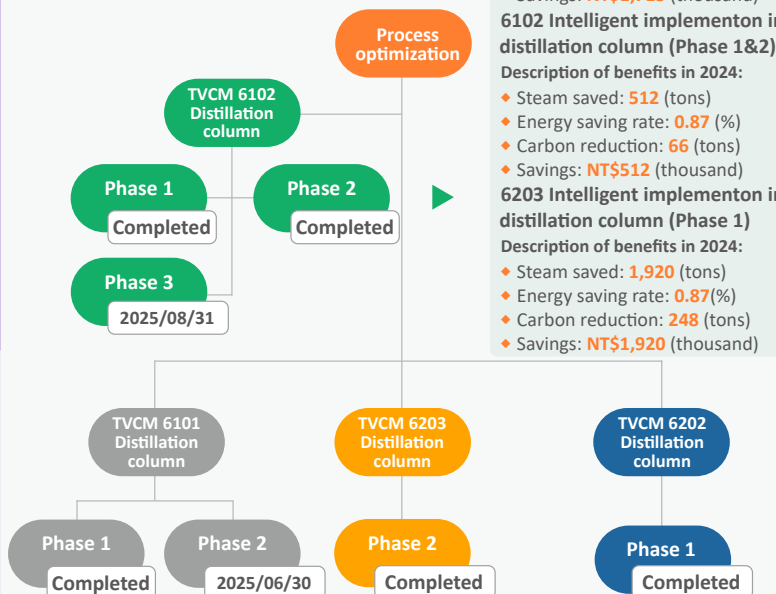 Process
optimization
TVCM 6102
Distillation
column
Phase 1
Completed
Phase 2
Completed
Phase 3
2025/08/31
6102 Intelligent implementon
distillation column (Phase 1&2)
Description of benefits in 2024:
◆ Steam saved: 512 (tons)
◆ Energy saving rate: 0.87 (%)
◆ Carbon reduction: 66 (tons)
◆ Savings: NT$512 (thousand)
6203 Intelligent implementon
distillation column (Phase 1)
Description of benefits in 2024:
◆ Steam saved: 1,920 (tons)
◆ Energy saving rate: 0.87(%)
◆ Carbon reduction: 248 (tons)
◆ Savings: NT$1,920 (thousand)
TVCM 6101
Distillation
column
Phase 1
Completed
Phase 2
2025/06/30
TVCM 6203
Distillation
column
Phase 2
Completed
TVCM 6202
Distillation
column
Phase 1
Completed